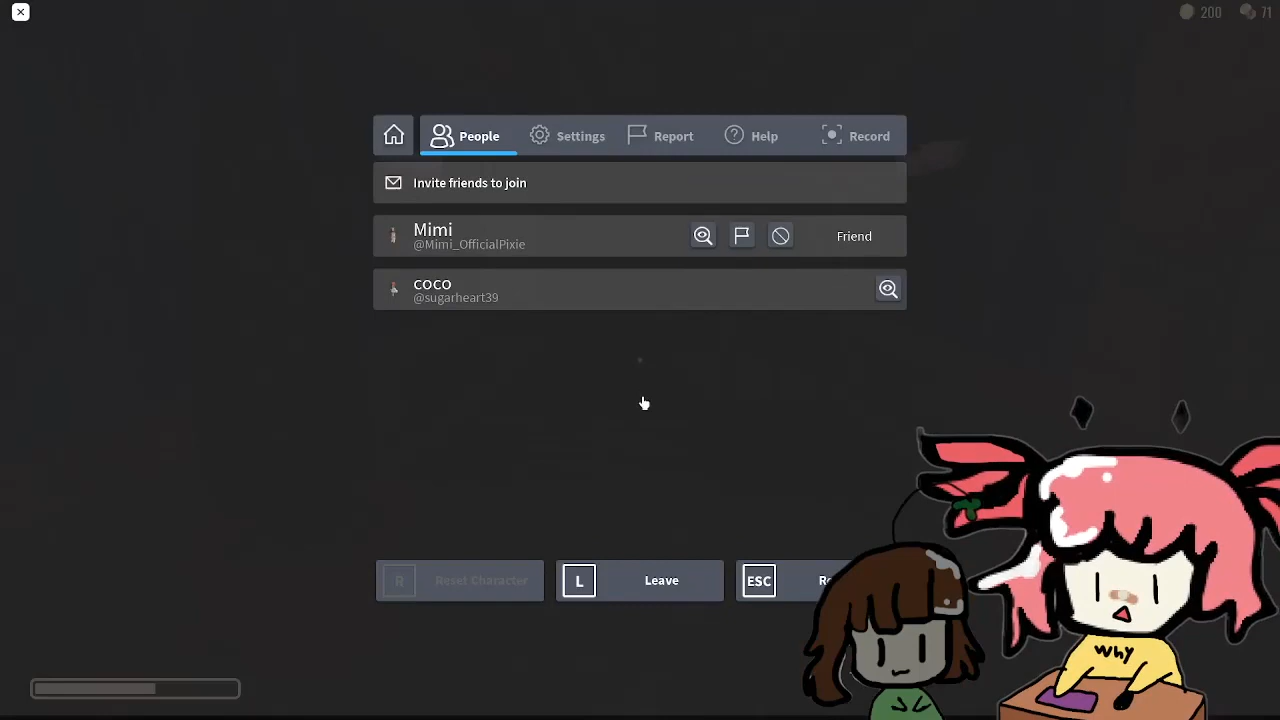 200 71
People Settings Report Help Record
Invite friends to join
Mimi
@Mimi_OfficialPixie
Friend
COCO
@sugarheart39
R Reset Character L Leave ESC
why